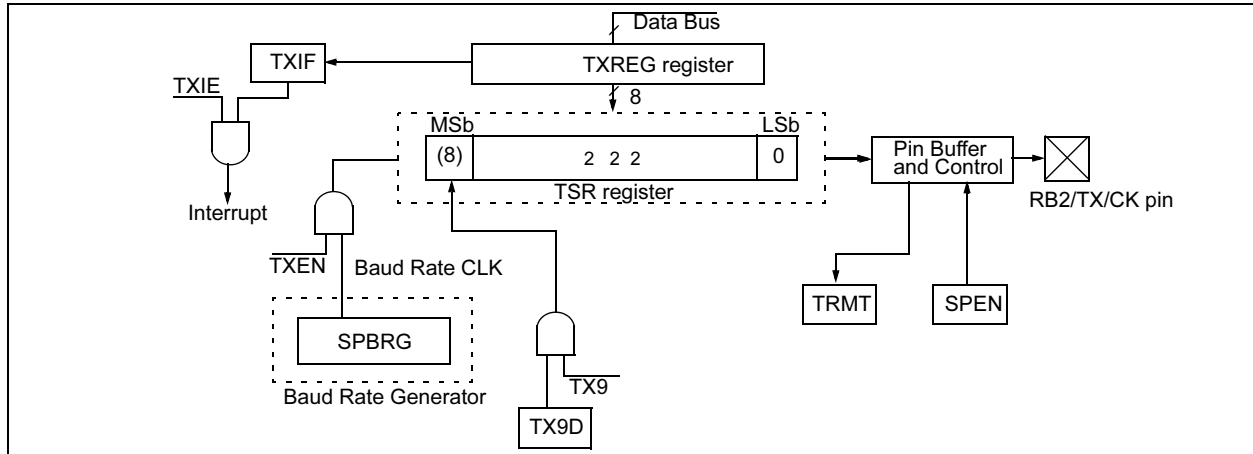 Data Bus
TXIF
TXREG register
TXIE
8
MSb
LSb
(8)
2 2 2
0
Pin Buffer
and Control
TSR register
Interrupt
RB2/TX/CK pin
TXEN
Baud Rate CLK
TRMT
SPEN
SPBRG
TX9
Baud Rate Generator
TX9D